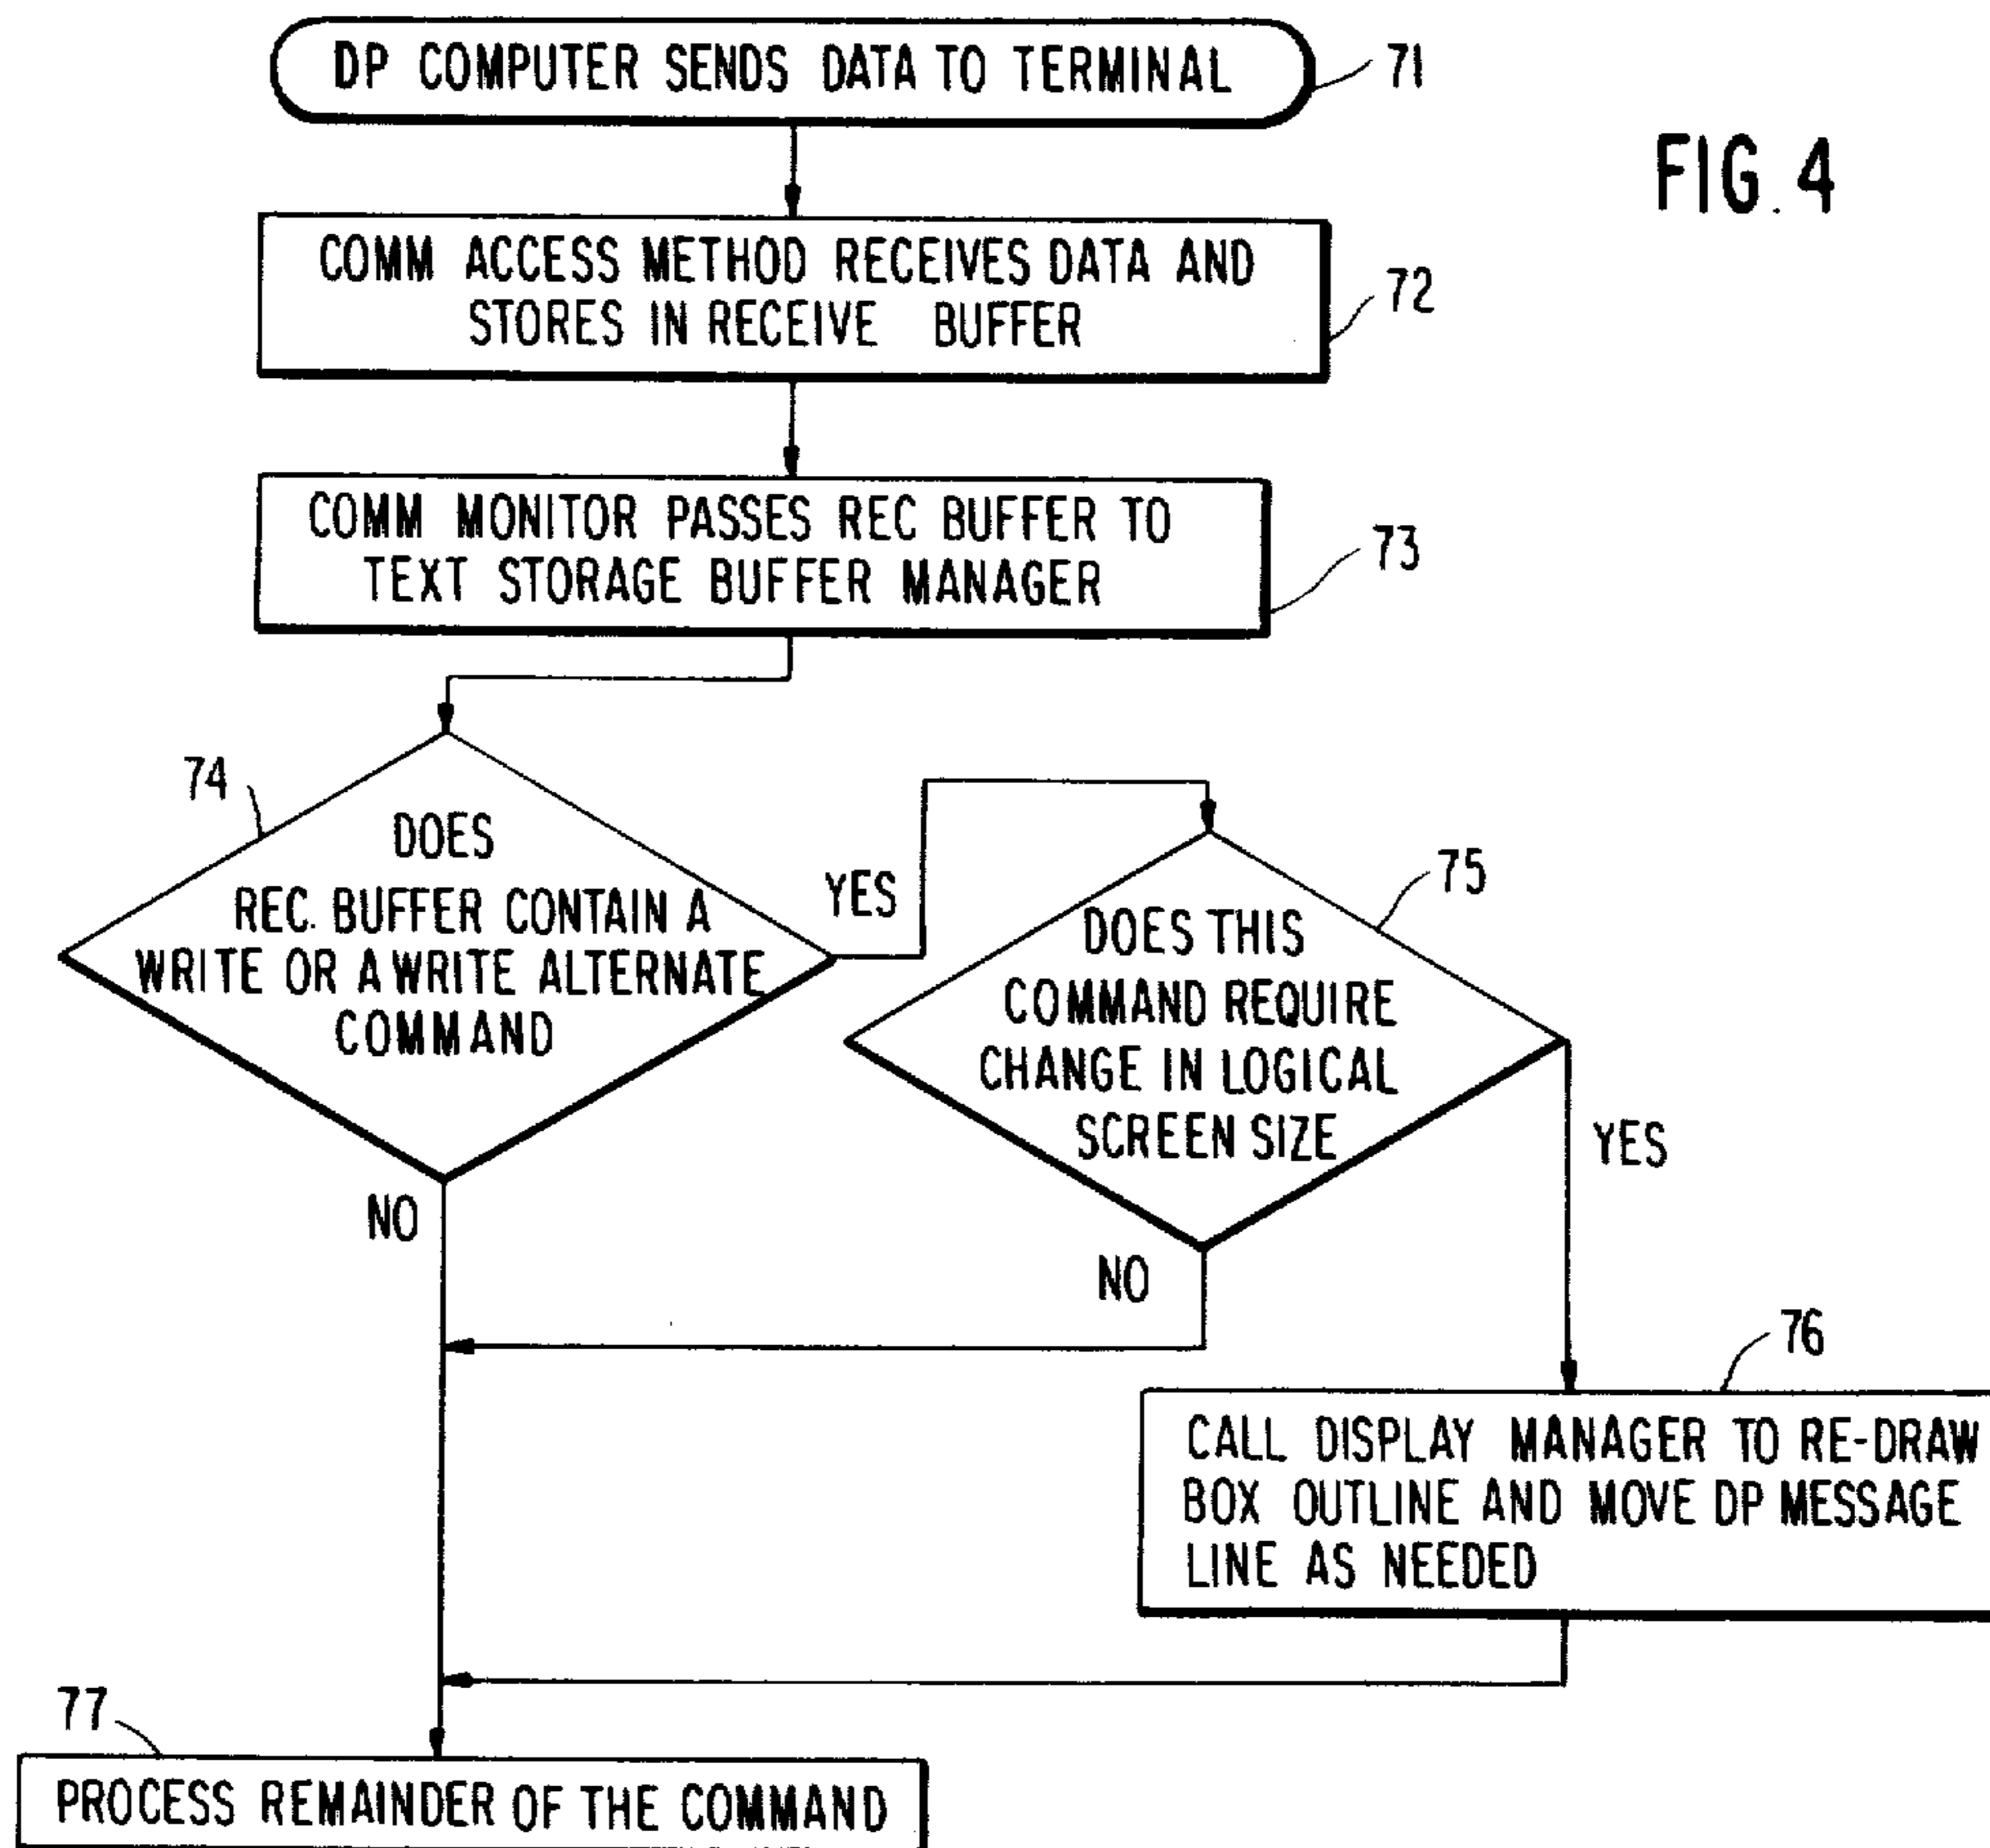 DP COMPUTER SENDS DATA TO TERMINAL
71
FIG. 4
COMM ACCESS METHOD RECEIVES DATA AND
STORES IN RECEIVE BUFFER
72
COMM MONITOR PASSES REC BUFFER TO
TEXT STORAGE BUFFER MANAGER
73
74
DOES
REC. BUFFER CONTAIN A
WRITE OR A WRITE ALTERNATE
COMMAND
YES
NO
75
DOES THIS
COMMAND REQUIRE
CHANGE IN LOGICAL
SCREEN SIZE
YES
NO
76
CALL DISPLAY MANAGER TO RE-DRAW
BOX OUTLINE AND MOVE DP MESSAGE
LINE AS NEEDED
77
PROCESS REMAINDER OF THE COMMAND